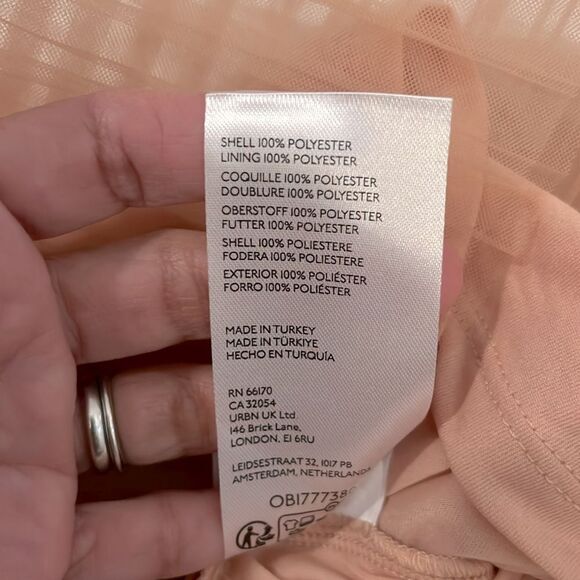 SHELL 100% POLYESTER
LINING 100% POLYESTER
COQUILLE 100% POLYESTER
DOUBLURE 100% POLYESTER
OBERSTOFF 100% POLYESTER
FUTTER 100% POLYESTER
SHELL 100% POLIESTERE
FODERA 100% POLIESTERE
EXTERIOR 100% POLIÉSTER
FORRO 100% POLIÉSTER
MADE IN TURKEY
MADE IN TÜRKIYE
HECHO EN TURQUÍA
RN 66170
CA 32054
URBN UK Ltd
146 Brick Lane,
LONDON. E1 6RU
LEIDSESTRAAT 32, 1017 PB
AMSTERDAM, NETHERLAND